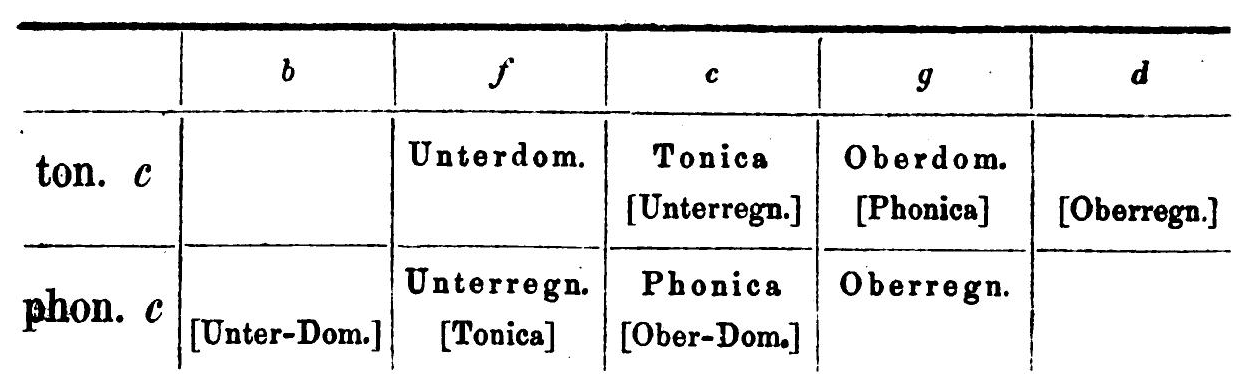 b f c g d
Unterdom. Tonica Oberdom.
ton. c
[Unterregn.] [Phonica] [Oberregn.]
Unterregn. Phonica Oberregn.
phon. c
[Unter-Dom.] [Tonica] [Ober-Dom.]